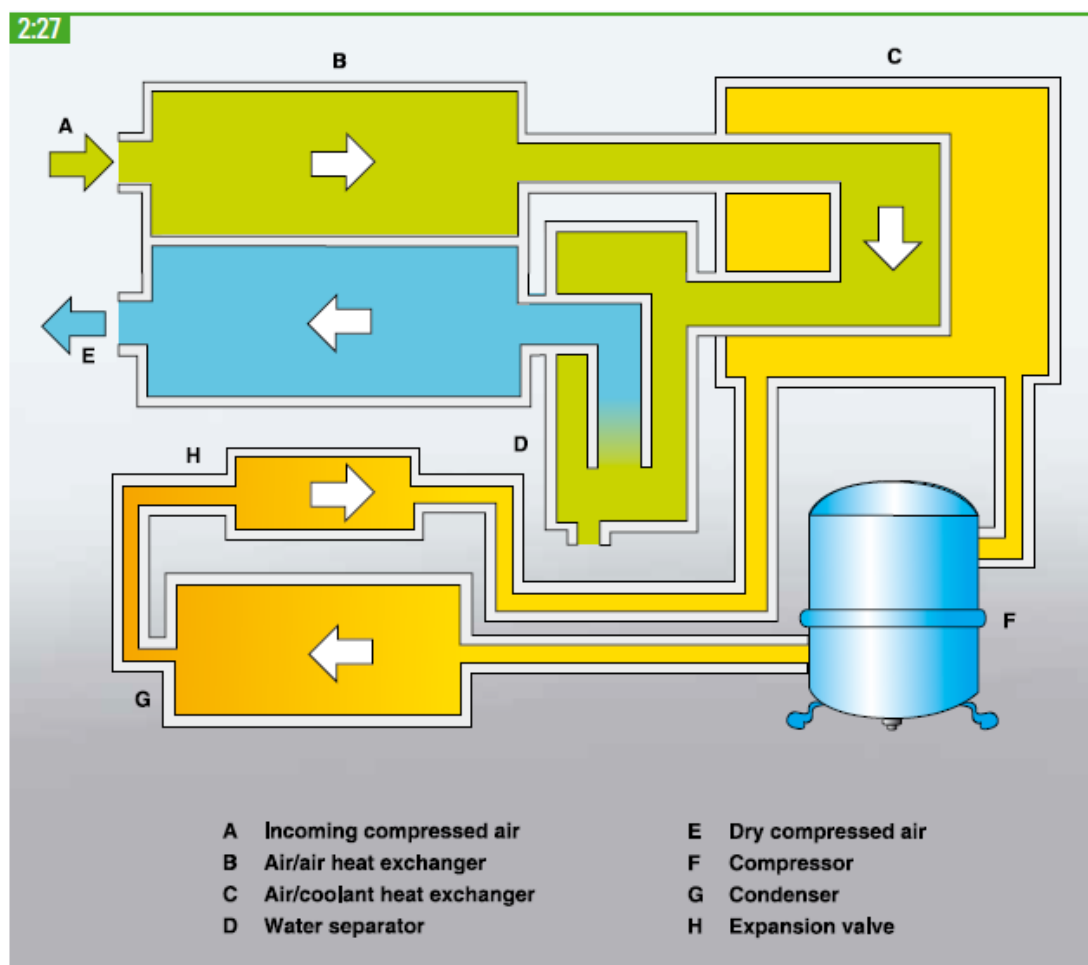 2:27
B
C
A
E
D
H
F
G
A Incoming compressed air
B Air/air heat exchanger
C Air/coolant heat exchanger
D Water separator
E Dry compressed air
F Compressor
G Condenser
H Expansion valve